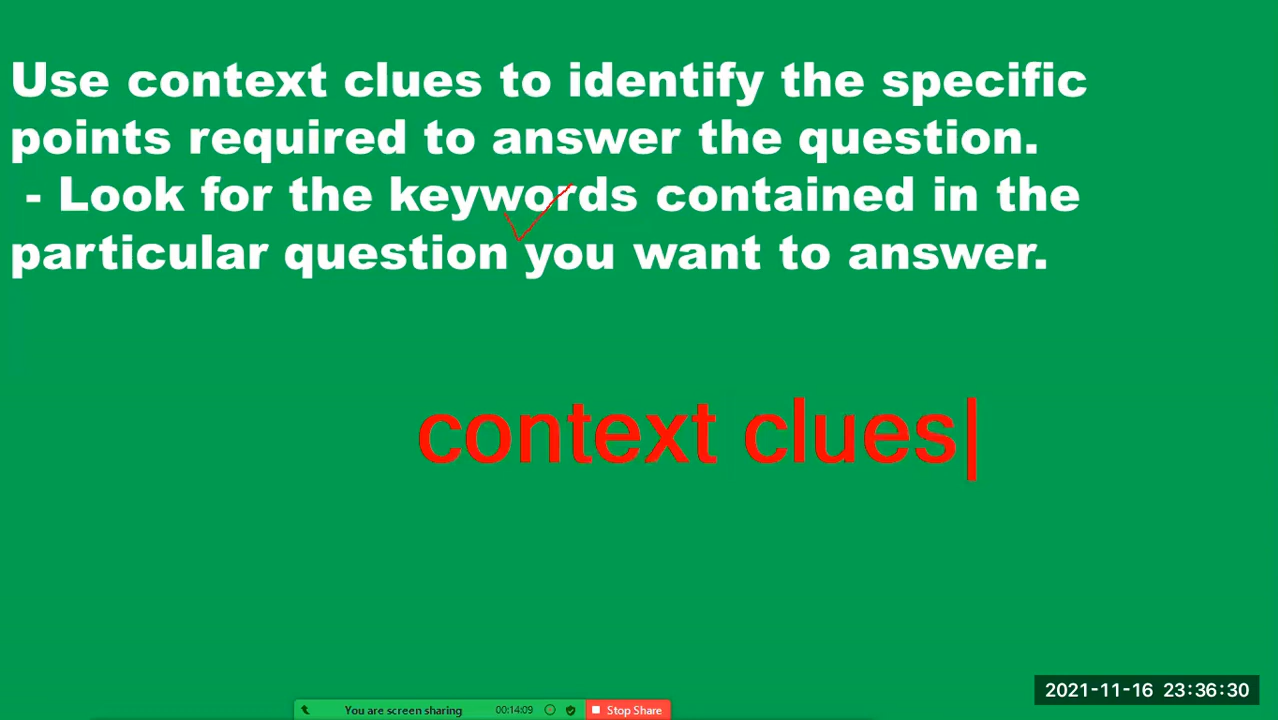 Use context clues to identify the specific
points required to answer the question.
- Look for the keywords contained in the
particular question you want to answer.
context clues
2021-11-16 23:36:30
You are screen sharing 00:14:09 Stop Share